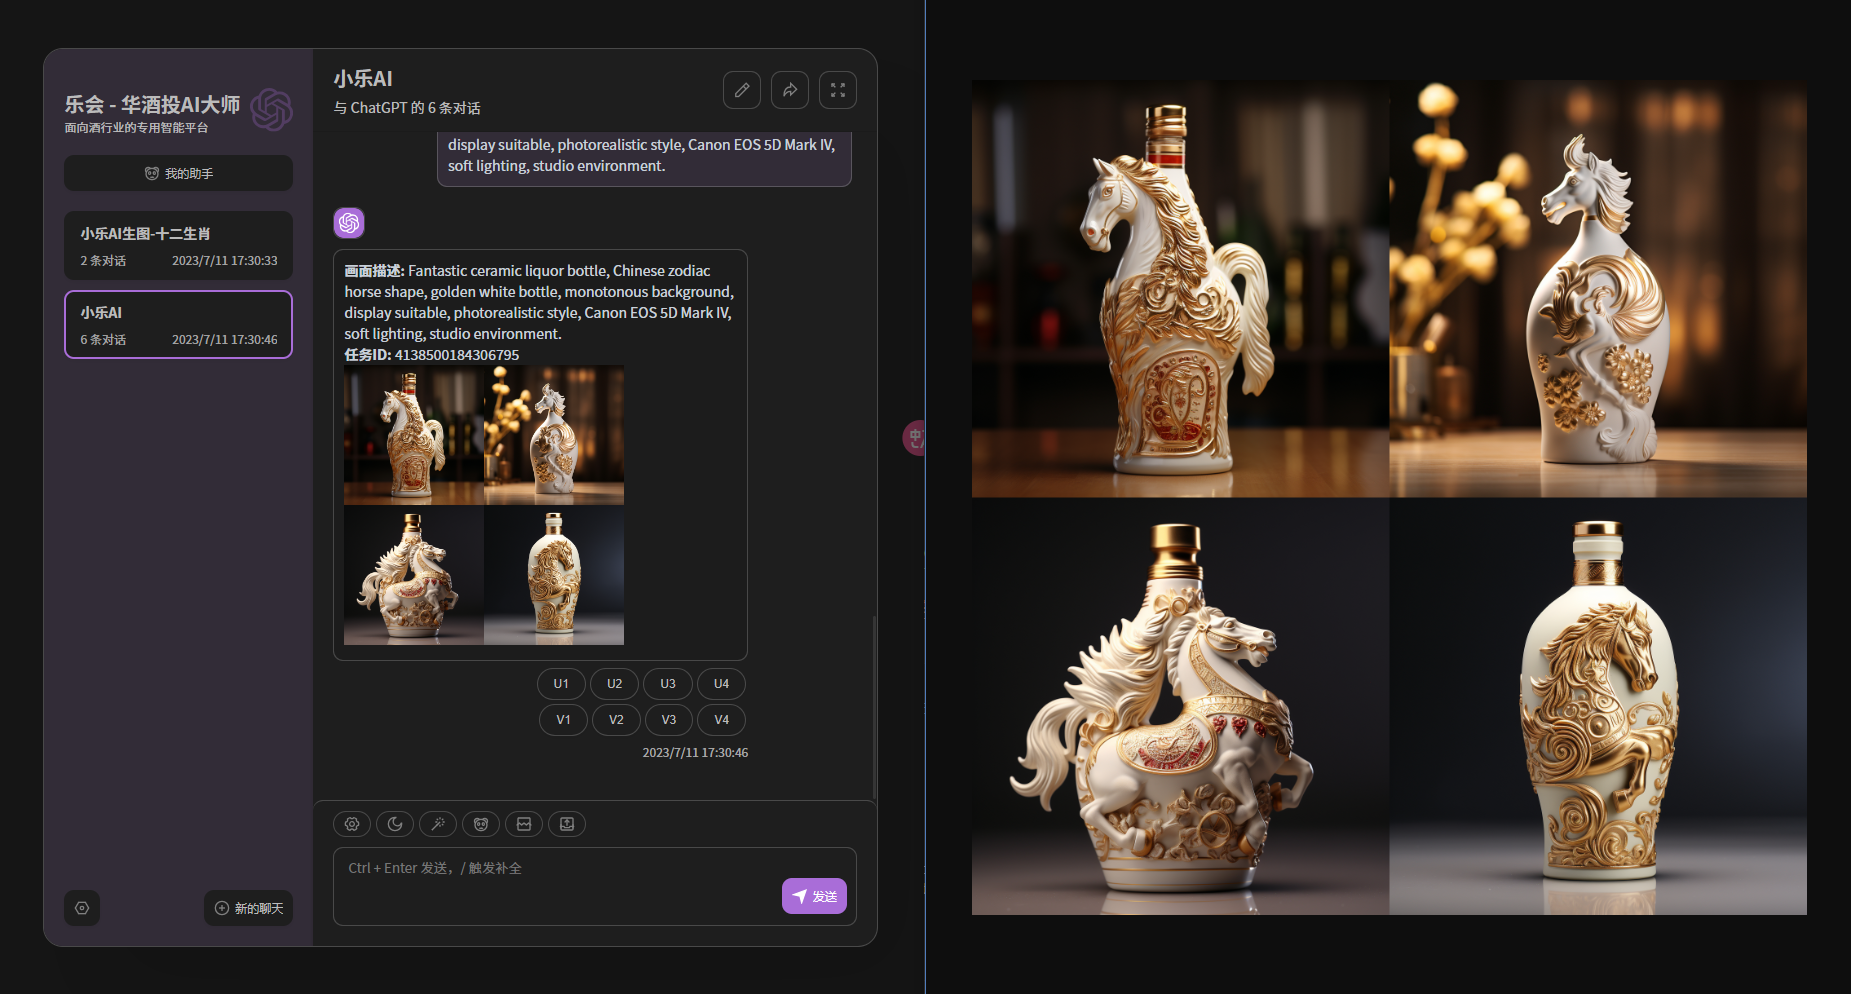 乐会 - 华酒投AI大师
面向酒行业的专用智能平台
我的助手
小乐AI生图-十二生肖
2 条对话
2023/7/11 17:30:33
小乐AI
6 条对话
2023/7/11 17:30:46
新的聊天
小乐AI
与 ChatGPT 的 6 条对话
display suitable, photorealistic style, Canon EOS 5D Mark IV,
soft lighting, studio environment.
画面描述: Fantastic ceramic liquor bottle, Chinese zodiac
horse shape, golden white bottle, monotonous background,
display suitable, photorealistic style, Canon EOS 5D Mark IV,
soft lighting, studio environment.
任务ID: 4138500184306795
U1
U2
U3
U4
V1
V2
V3
V4
2023/7/11 17:30:46
Ctrl + Enter 发送，/ 触发补全
发送
中